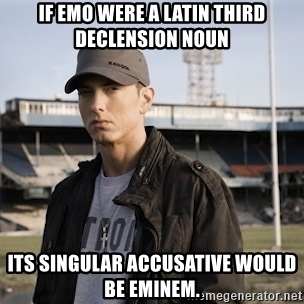 IF EMO WERE A LATIN THIRD
DECLENSION NOUN
ITS SINGULAR ACCUSATIVE WOULD
BE EMINEM.
memegenerator.net